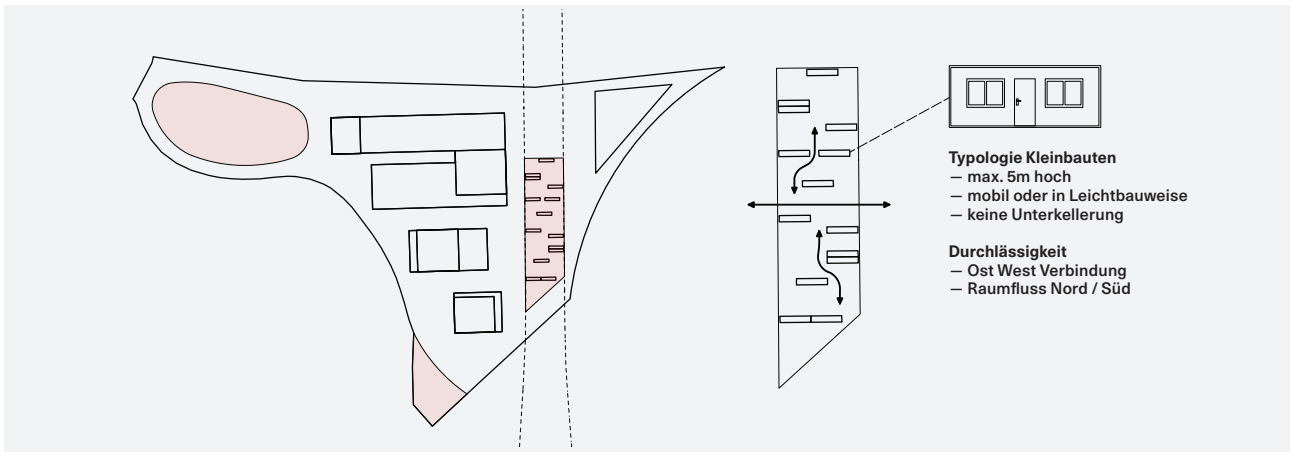 Typologie Kleinbauten
— max. 5m hoch
— mobil oder in Leichtbauweise
— keine Unterkellerung
Durchlässigkeit
— Ost West Verbindung
— Raumfluss Nord / Süd